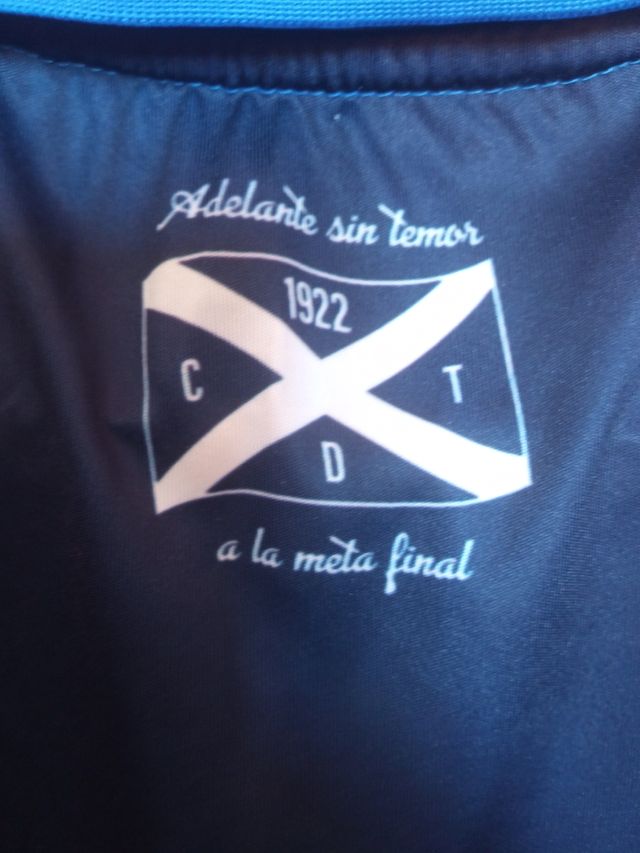 Adelante sin temor
1922
C T
D
a la meta final